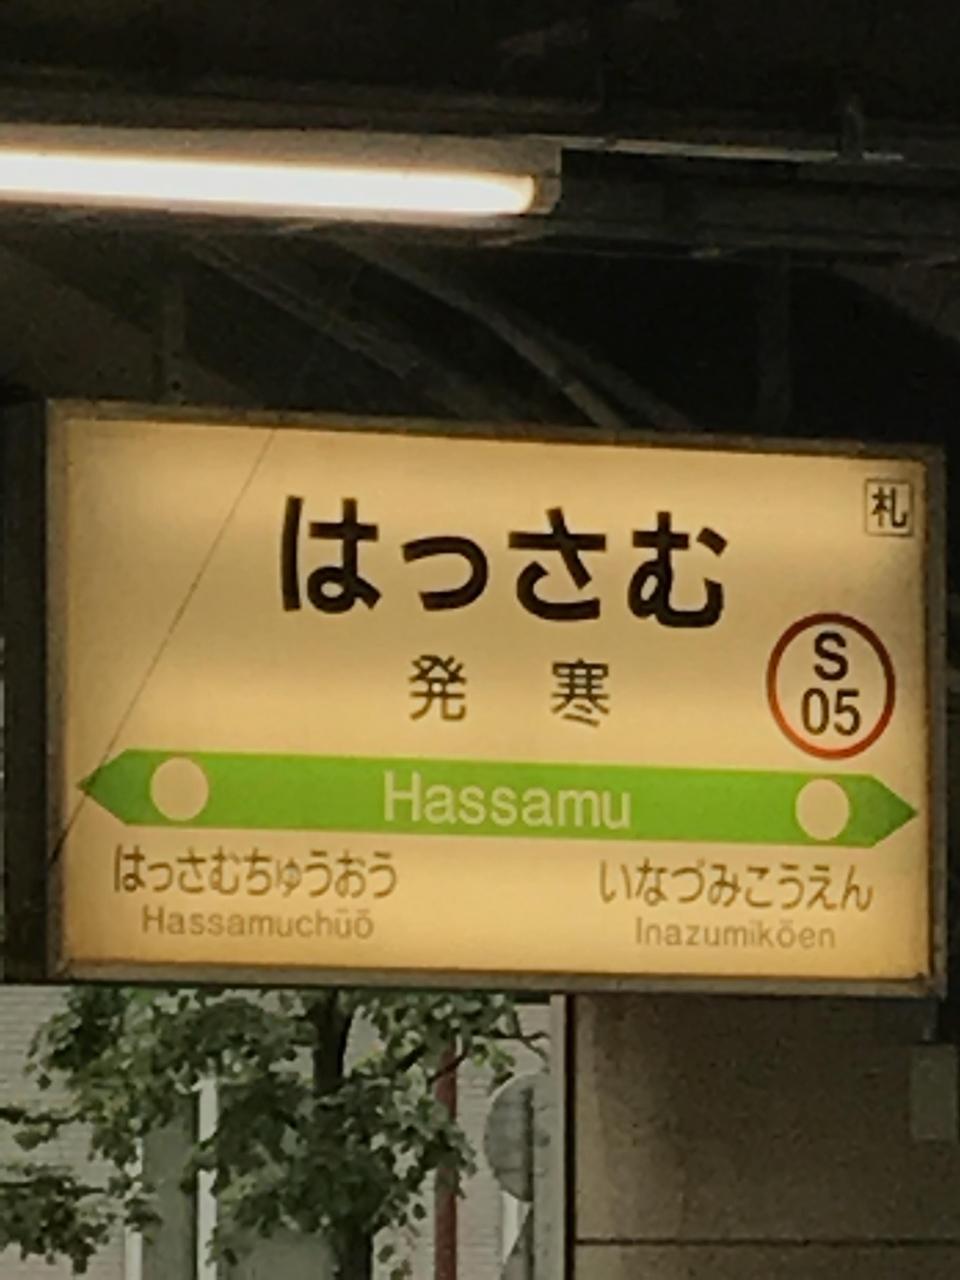 札
はっさむ
発寒
S
05
Hassamu
はっさむちゅうおう
Hassamuchūō
いなづみこうえん
Inazumikōen